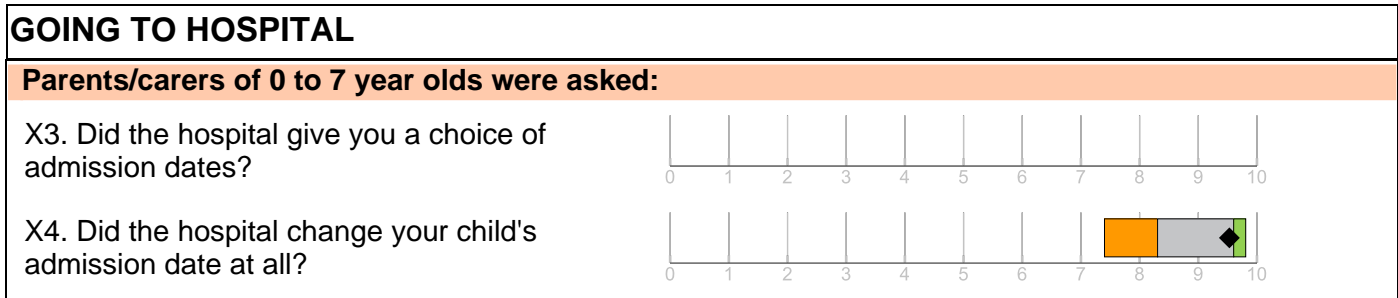 GOING TO HOSPITAL
Parents/carers of 0 to 7 year olds were asked:
X3. Did the hospital give you a choice of
admission dates?
0 1 2 3 4 5 6 7 8 9 10
X4. Did the hospital change your child's
admission date at all?
0 1 2 3 4 5 6 7 8 9 10